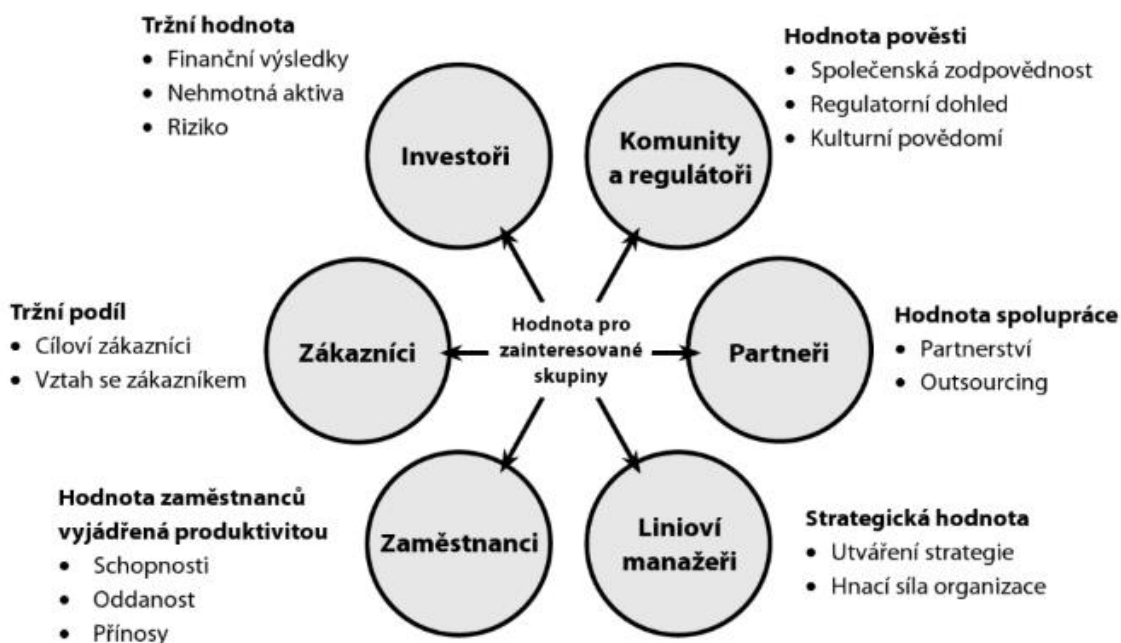 Tržní hodnota
• Finanční výsledky
• Nehmotná aktiva
• Riziko
Investoři
Hodnota pověsti
• Společenská zodpovědnost
• Regulatorní dohled
• Kulturní povědomí
Komunity
a regulátoři
Tržní podíl
• Cíloví zákazníci
• Vztah se zákazníkem
Zákazníci
Hodnota pro
zainteresované
skupiny
Partneři
Hodnota spolupráce
• Partnerství
• Outsourcing
Hodnota zaměstnanců
vyjádřená produktivitou
• Schopnosti
• Oddanost
• Přínosy
Zaměstnanci
Linioví
manažeři
Strategická hodnota
• Utváření strategie
• Hnací síla organizace